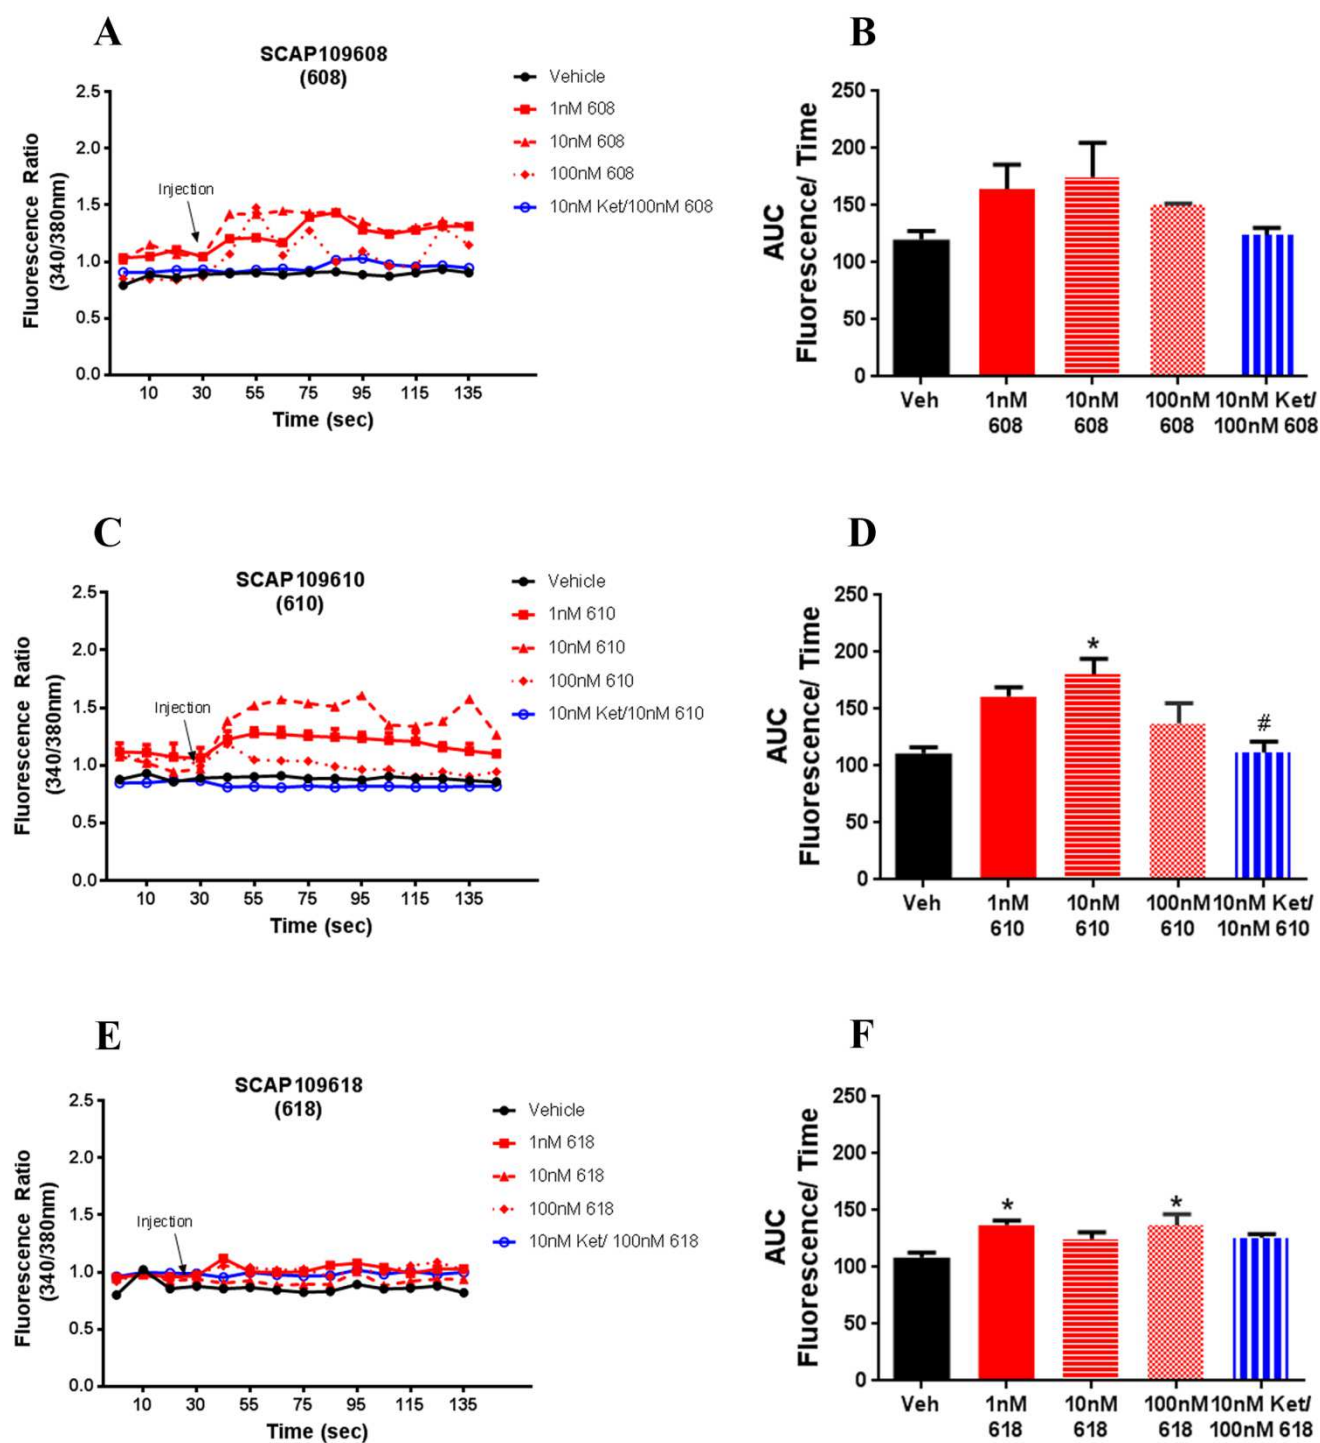 A
SCAP109608
(608)
Fluorescence Ratio
(340/380nm)
2.5
2.0
1.5
1.0
0.5
0.0
Injection
10 30 55 75 95 115 135
Time (sec)
Vehicle
1nM 608
10nM 608
100nM 608
10nM Ket/100nM 608
B
AUC
Fluorescence/ Time
250
200
150
100
50
0
Veh 1nM 10nM 100nM 10nM Ket/
608 608 608 100nM 608
C
SCAP109610
(610)
Fluorescence Ratio
(340/380nm)
2.5
2.0
1.5
1.0
0.5
0.0
Injection
10 30 55 75 95 115 135
Time (sec)
Vehicle
1nM 610
10nM 610
100nM 610
10nM Ket/10nM 610
D
AUC
Fluorescence/ Time
250
200
150
100
50
0
*
#
Veh 1nM 10nM 100nM 10nM Ket/
610 610 610 10nM 610
E
SCAP109618
(618)
Fluorescence Ratio
(340/380nm)
2.5
2.0
1.5
1.0
0.5
0.0
Injection
10 30 55 75 95 115 135
Time (sec)
Vehicle
1nM 618
10nM 618
100nM 618
10nM Ket/ 100nM 618
F
AUC
Fluorescence/ Time
250
200
150
100
50
0
* *
Veh 1nM 10nM 100nM 10nM Ket/
618 618 618 100nM 618